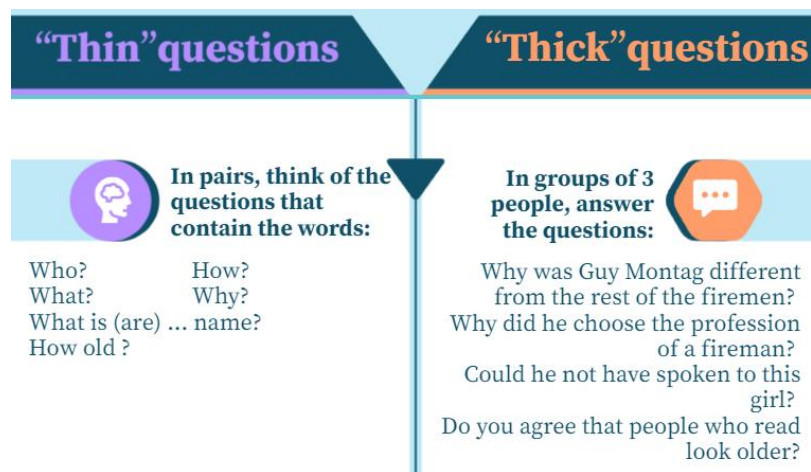 “Thin”questions
“Thick”questions
In pairs, think of the
questions that
contain the words:
Who? How?
What? Why?
What is (are) ... name?
How old ?
In groups of 3
people, answer
the questions:
Why was Guy Montag different
from the rest of the firemen?
Why did he choose the profession
of a fireman?
Could he not have spoken to this
girl?
Do you agree that people who read
look older?